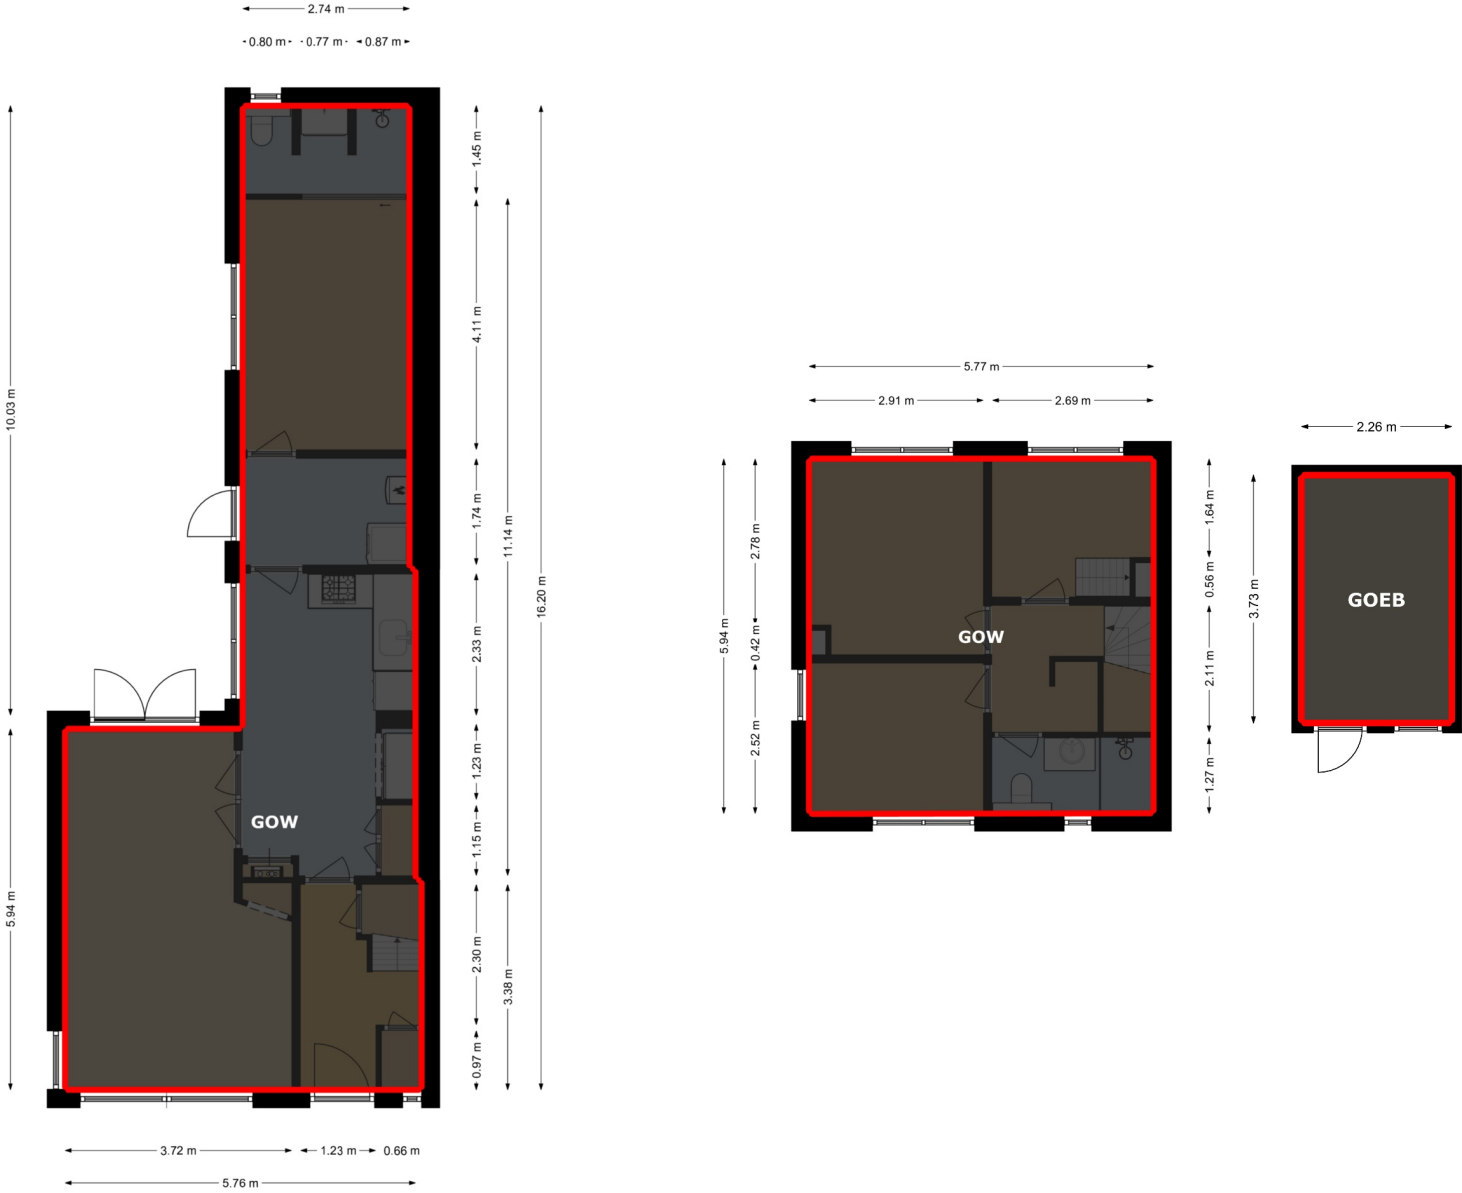 2.74 m
0.80 m
0.77 m
0.87 m
10.03 m
5.94 m
1.45 m
4.11 m
1.74 m
2.33 m
1.23 m
1.15 m
2.30 m
0.97 m
11.14 m
3.38 m
16.20 m
GOW
3.72 m
1.23 m
0.66 m
5.76 m
5.77 m
2.91 m
2.69 m
5.94 m
2.78 m
0.42 m
2.52 m
GOW
1.64 m
0.56 m
2.11 m
1.27 m
2.26 m
3.73 m
GOEB